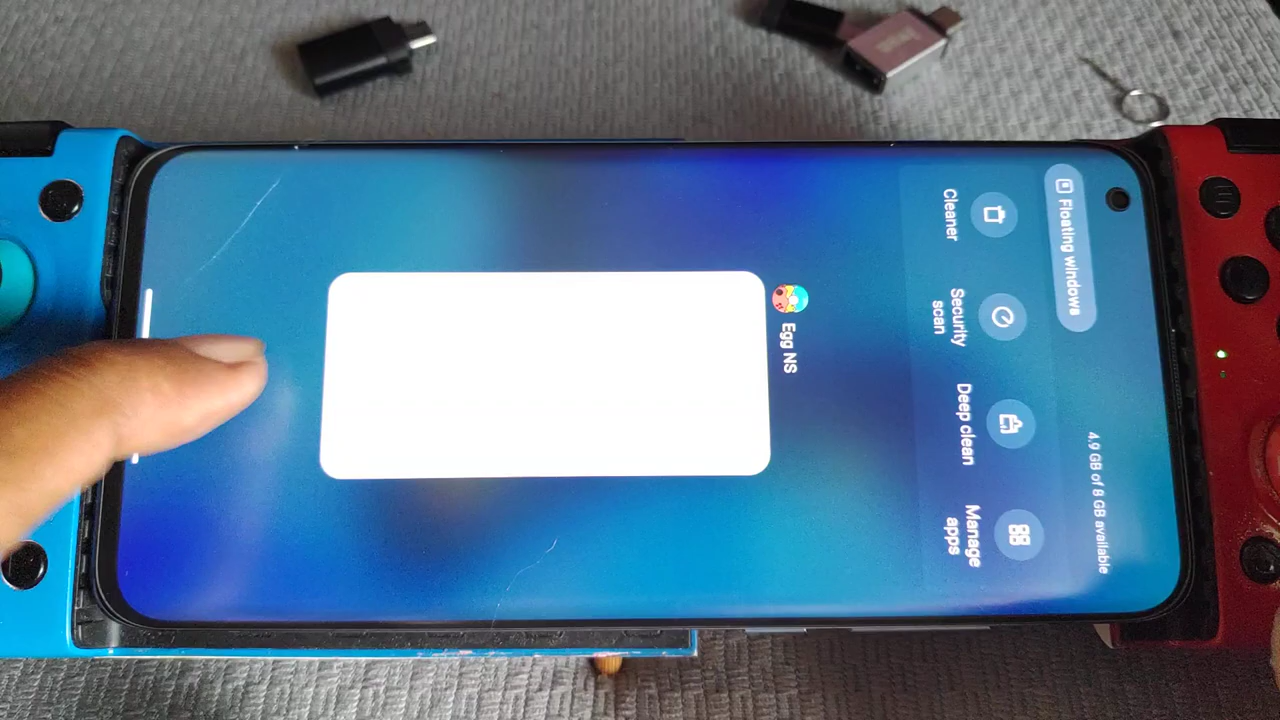 Floating windows
4.9 GB of 8 GB available
Cleaner
Security
scan
Deep clean
Manage
apps
Egg NS